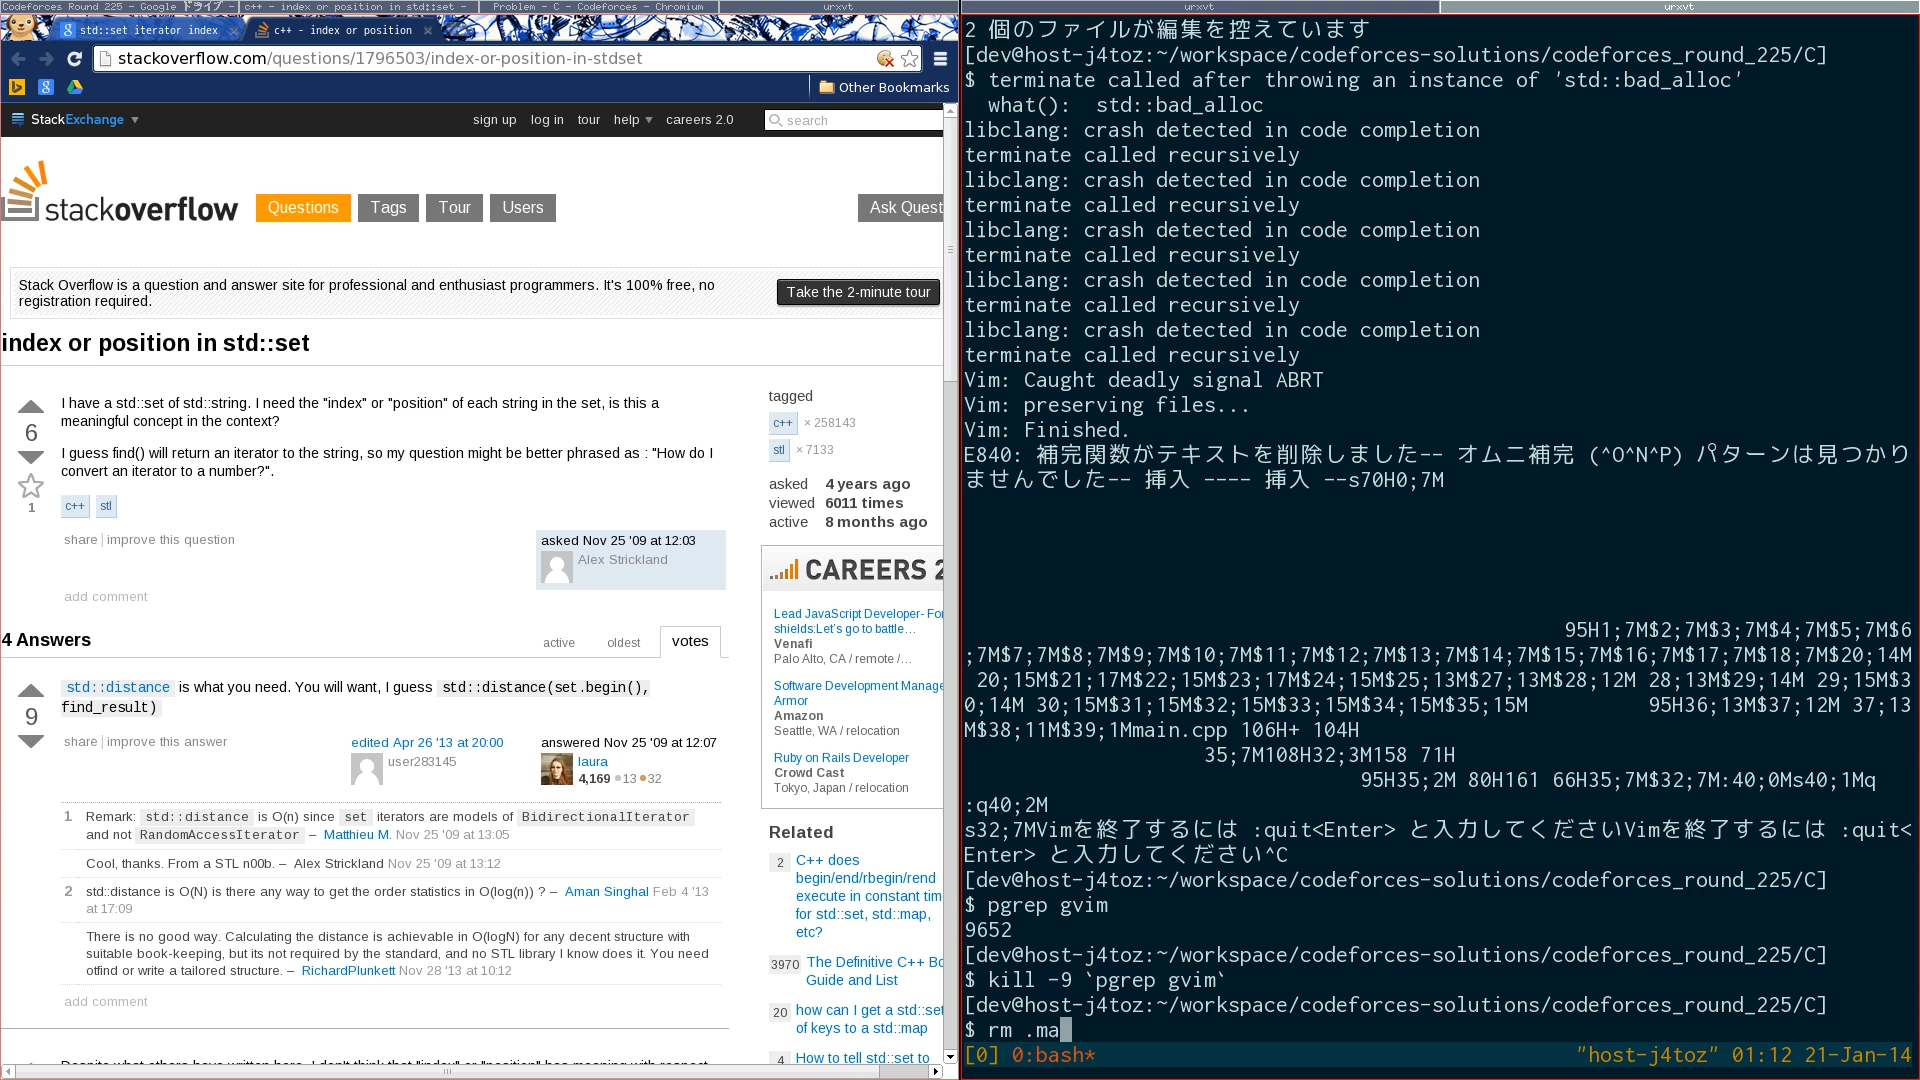 Codeforces Round 225 - Google ドライブ -
c++ - index or position in std::set -
Problem - C - Codeforces - Chromium
urxvt
urxvt
urxvt
std::set iterator index
c++ - index or position
stackoverflow.com/questions/1796503/index-or-position-in-stdset
Other Bookmarks
StackExchange
sign up
log in
tour
help
careers 2.0
search
stackoverflow
Questions
Tags
Tour
Users
Ask Quest
Stack Overflow is a question and answer site for professional and enthusiast programmers. It's 100% free, no
registration required.
Take the 2-minute tour
index or position in std::set
6
1
I have a std::set of std::string. I need the "index" or "position" of each string in the set, is this a
meaningful concept in the context?
I guess find() will return an iterator to the string, so my question might be better phrased as : "How do I
convert an iterator to a number?".
c++ stl
share improve this question
asked Nov 25 '09 at 12:03
Alex Strickland
add comment
tagged
c++ × 258143
stl × 7133
asked 4 years ago
viewed 6011 times
active 8 months ago
CAREERS 2
Lead JavaScript Developer- For
shields:Let's go to battle…
Venafi
Palo Alto, CA / remote /…
Software Development Manage
Armor
Amazon
Seattle, WA / relocation
Ruby on Rails Developer
Crowd Cast
Tokyo, Japan / relocation
4 Answers
active
oldest
votes
9
std::distance is what you need. You will want, I guess std::distance(set.begin(),
find_result)
share improve this answer
edited Apr 26 '13 at 20:00
user283145
answered Nov 25 '09 at 12:07
laura
4,169 13 32
1 Remark: std::distance is O(n) since set iterators are models of BidirectionalIterator
and not RandomAccessIterator – Matthieu M. Nov 25 '09 at 13:05
Cool, thanks. From a STL n00b. – Alex Strickland Nov 25 '09 at 13:12
2 std::distance is O(N) is there any way to get the order statistics in O(log(n)) ? – Aman Singhal Feb 4 '13
at 17:09
There is no good way. Calculating the distance is achievable in O(logN) for any decent structure with
suitable book-keeping, but its not required by the standard, and no STL library I know does it. You need
otfind or write a tailored structure. – RichardPlunkett Nov 28 '13 at 10:12
add comment
Related
2 C++ does
begin/end/rbegin/rend
execute in constant tim
for std::set, std::map,
etc?
3970 The Definitive C++ Bo
Guide and List
20 how can I get a std::set
of keys to a std::map
4 How to tell std::set to
2 個のファイルが編集を控えています
[dev@host-j4toz:~/workspace/codeforces-solutions/codeforces_round_225/C]
$ terminate called after throwing an instance of 'std::bad_alloc'
what(): std::bad_alloc
libclang: crash detected in code completion
terminate called recursively
libclang: crash detected in code completion
terminate called recursively
libclang: crash detected in code completion
terminate called recursively
libclang: crash detected in code completion
terminate called recursively
libclang: crash detected in code completion
terminate called recursively
Vim: Caught deadly signal ABRT
Vim: preserving files...
Vim: Finished.
E840: 補完関数がテキストを削除しました-- オムニ補完 (^O^N^P) パターンは見つかり
ませんでした-- 挿入 ---- 挿入 --s70H0;7M
95H1;7M$2;7M$3;7M$4;7M$5;7M$6
;7M$7;7M$8;7M$9;7M$10;7M$11;7M$12;7M$13;7M$14;7M$15;7M$16;7M$17;7M$18;7M$20;14M
20;15M$21;17M$22;15M$23;17M$24;15M$25;13M$27;13M$28;12M 28;13M$29;14M 29;15M$3
0;14M 30;15M$31;15M$32;15M$33;15M$34;15M$35;15M 95H36;13M$37;12M 37;13
M$38;11M$39;1Mmain.cpp 106H+ 104H
35;7M108H32;3M158 71H
95H35;2M 80H161 66H35;7M$32;7M:40;0Ms40;1Mq
:q40;2M
s32;7MVimを終了するには :quit<Enter> と入力してくださいVimを終了するには :quit<
Enter> と入力してください^C
[dev@host-j4toz:~/workspace/codeforces-solutions/codeforces_round_225/C]
$ pgrep gvim
9652
[dev@host-j4toz:~/workspace/codeforces-solutions/codeforces_round_225/C]
$ kill -9 `pgrep gvim`
[dev@host-j4toz:~/workspace/codeforces-solutions/codeforces_round_225/C]
$ rm .ma
[0] 0:bash* "host-j4toz" 01:12 21-Jan-14